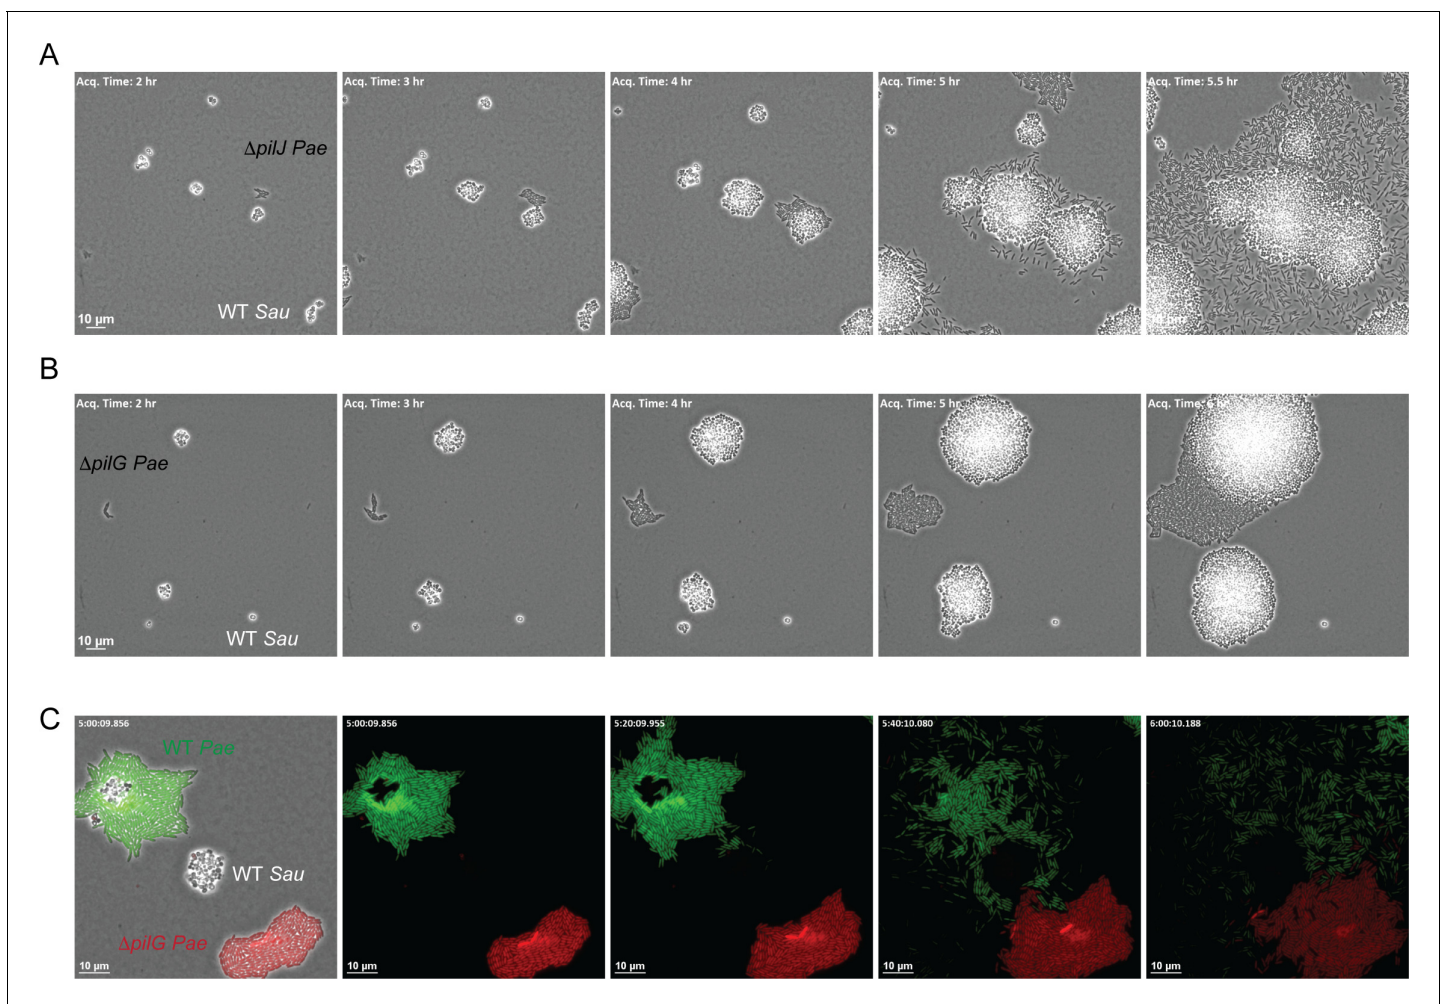 A
Acq. Time: 2 hr
Acq. Time: 3 hr
Acq. Time: 4 hr
Acq. Time: 5 hr
Acq. Time: 5.5 hr
ΔpilJ Pae
WT Sau
10 µm
B
Acq. Time: 2 hr
Acq. Time: 3 hr
Acq. Time: 4 hr
Acq. Time: 5 hr
Acq. Time: 6 hr
ΔpilG Pae
WT Sau
10 µm
C
5:00:09.856
5:00:09.856
5:20:09.955
5:40:10.080
6:00:10.188
WT Pae
WT Sau
ΔpilG Pae
10 µm
10 µm
10 µm
10 µm
10 µm